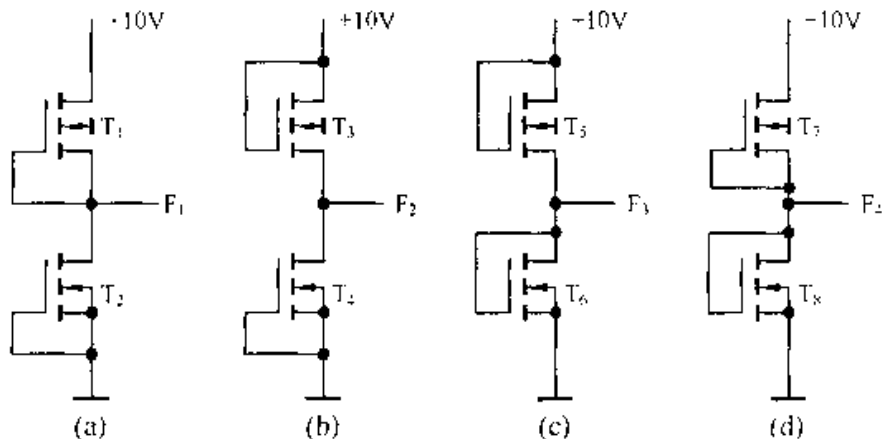 +10V +10V +10V +10V
T₁ T₃ T₅ T₇
F₁ F₂ F₃ F₄
T₂ T₄ T₆ T₈
(a) (b) (c) (d)